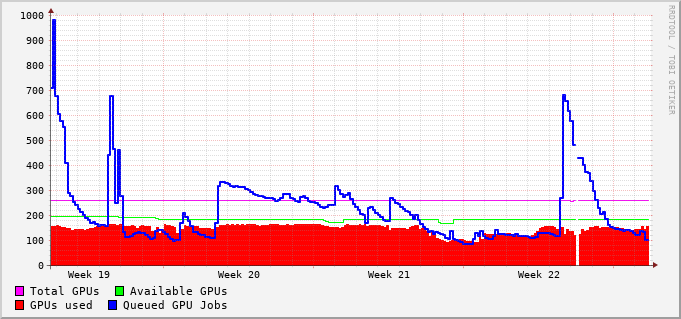 1000
900
800
700
600
500
400
300
200
100
0
Week 19 Week 20 Week 21 Week 22
Total GPUs Available GPUs
GPUs used Queued GPU Jobs
RRDTOOL / TOBI OETIKER